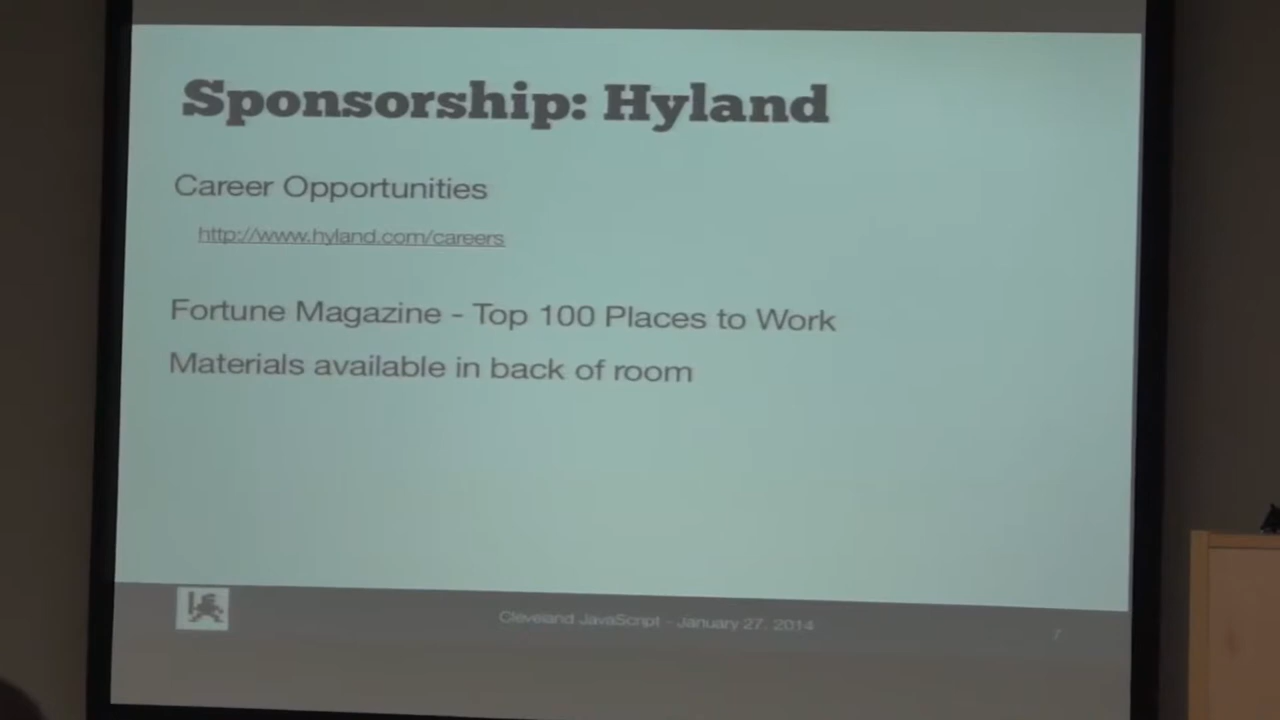 Sponsorship: Hyland
Career Opportunities
http://www.hyland.com/careers
Fortune Magazine - Top 100 Places to Work
Materials available in back of room
Cleveland JavaScript - January 27, 2014
7